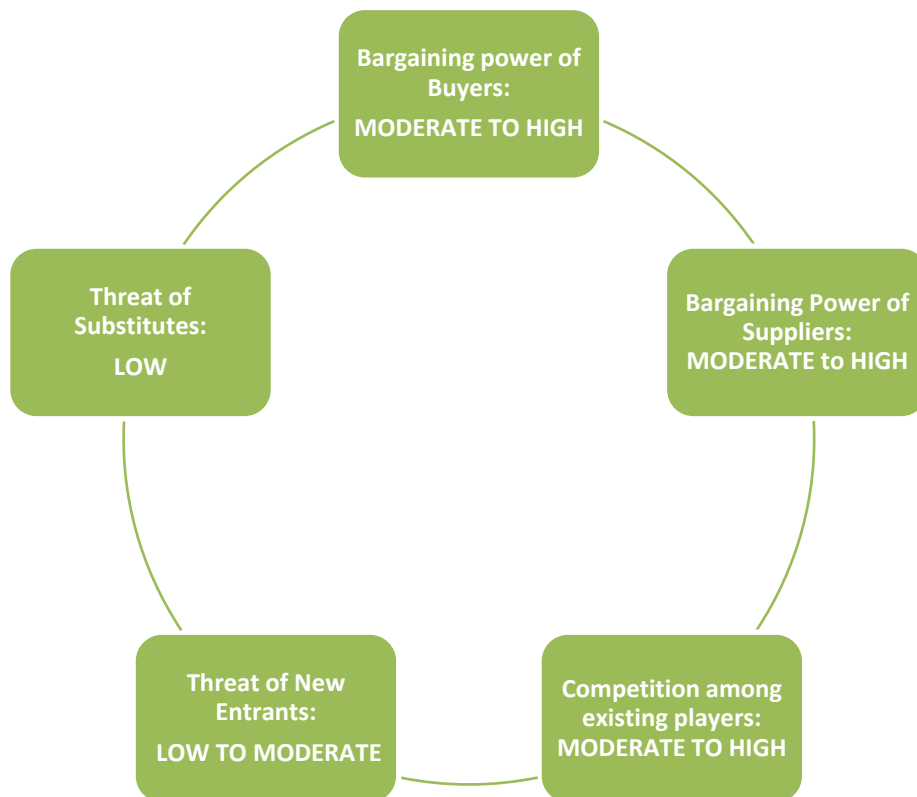 Bargaining power of
Buyers:
MODERATE TO HIGH
Bargaining Power of
Suppliers:
MODERATE to HIGH
Competition among
existing players:
MODERATE TO HIGH
Threat of New
Entrants:
LOW TO MODERATE
Threat of
Substitutes:
LOW